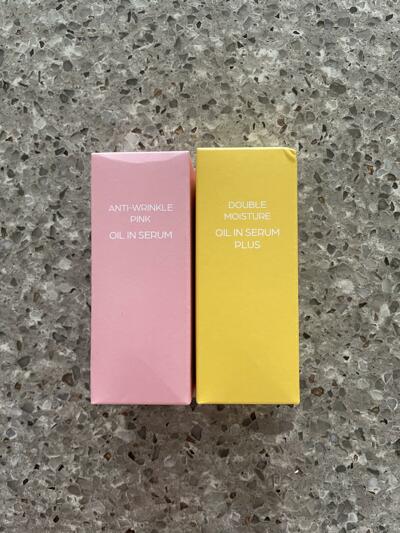 ANTI-WRINKLE
PINK
OIL IN SERUM
DOUBLE
MOISTURE
OIL IN SERUM
PLUS